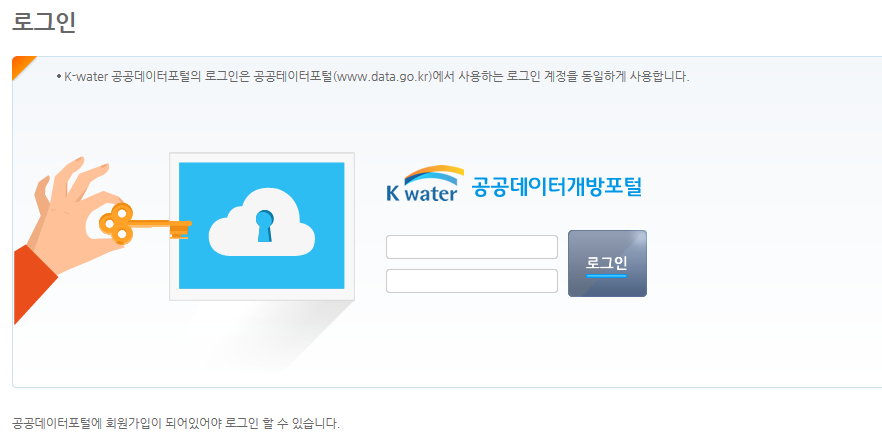 로그인
• K-water 공공데이터포털의 로그인은 공공테이터포털(www.data.go.kr)에서 사용하는 로그인 계정을 동일하게 사용합니다.
K water 공공데이터개방포털
로그인
공공데이터포털에 회원가입이 되어있어야 로그인 할 수 있습니다.